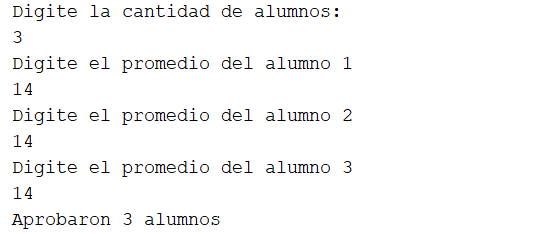 Digite la cantidad de alumnos:
3
Digite el promedio del alumno 1
14
Digite el promedio del alumno 2
14
Digite el promedio del alumno 3
14
Aprobaron 3 alumnos